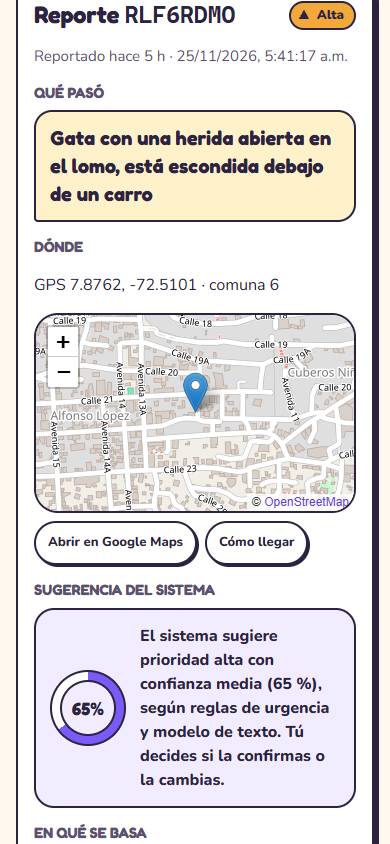 Reporte RLF6RDMO
▲ Alta
Reportado hace 5 h · 25/11/2026, 5:41:17 a.m.
QUÉ PASÓ
Gata con una herida abierta en
el lomo, está escondida debajo
de un carro
DÓNDE
GPS 7.8762, -72.5101 · comuna 6
+
−
Calle 19
Calle 18
Calle 19
Calle 19A
Calle 19A
Calle 20
Cuberos Niñ
Calle 20
Avenida 14
Avenida 13A
Avenida 11
Calle 21
Alfonso López
Avenida 15
Avenida 14A
Calle 23
© OpenStreetMap
Abrir en Google Maps
Cómo llegar
SUGERENCIA DEL SISTEMA
65%
El sistema sugiere
prioridad alta con
confianza media (65 %),
según reglas de urgencia
y modelo de texto. Tú
decides si la confirmas o
la cambias.
EN QUÉ SE BASA